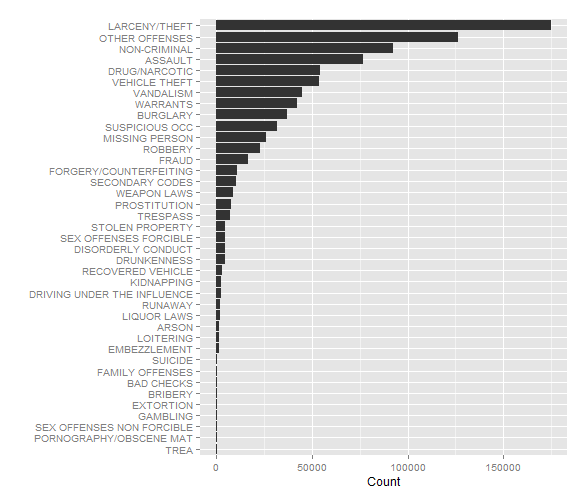 LARCENY/THEFT
OTHER OFFENSES
NON-CRIMINAL
ASSAULT
DRUG/NARCOTIC
VEHICLE THEFT
VANDALISM
WARRANTS
BURGLARY
SUSPICIOUS OCC
MISSING PERSON
ROBBERY
FRAUD
FORGERY/COUNTERFEITING
SECONDARY CODES
WEAPON LAWS
PROSTITUTION
TRESPASS
STOLEN PROPERTY
SEX OFFENSES FORCIBLE
DISORDERLY CONDUCT
DRUNKENNESS
RECOVERED VEHICLE
KIDNAPPING
DRIVING UNDER THE INFLUENCE
RUNAWAY
LIQUOR LAWS
ARSON
LOITERING
EMBEZZLEMENT
SUICIDE
FAMILY OFFENSES
BAD CHECKS
BRIBERY
EXTORTION
GAMBLING
SEX OFFENSES NON FORCIBLE
PORNOGRAPHY/OBSCENE MAT
TREA
0 50000 100000 150000
Count